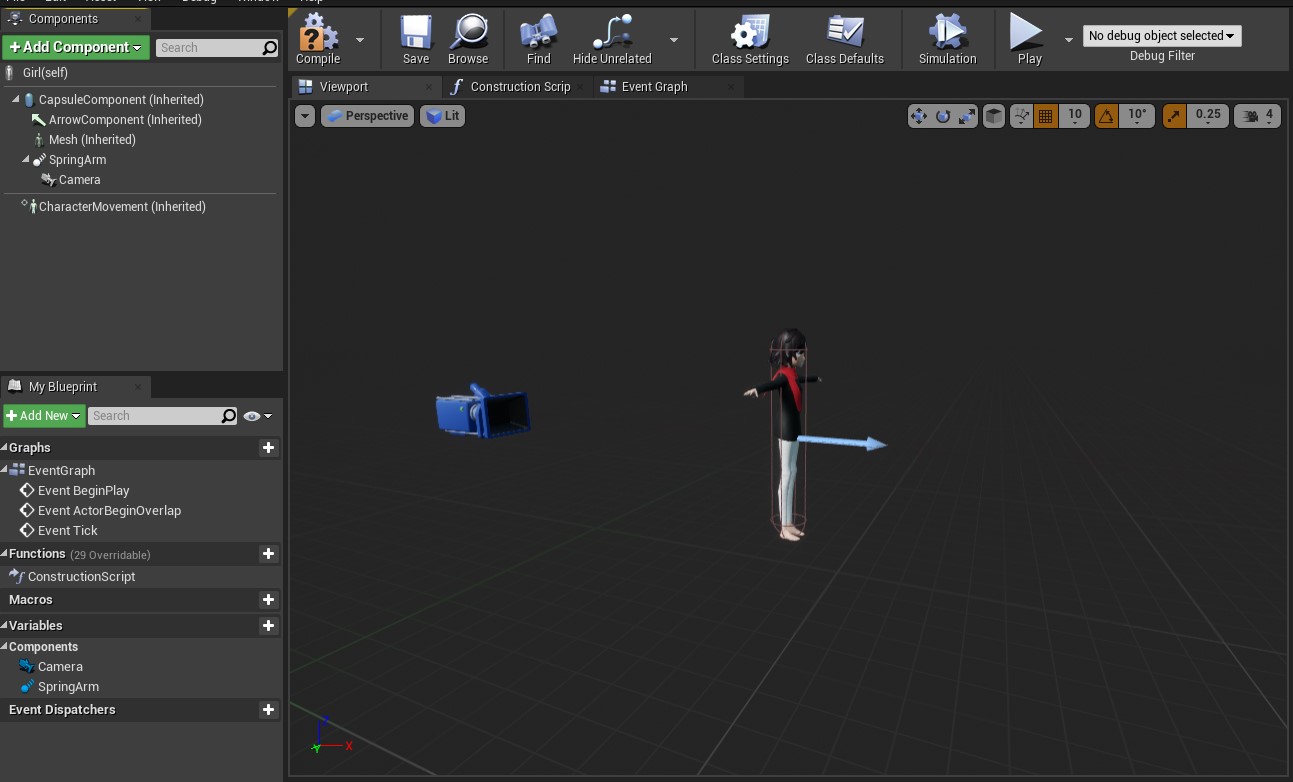 Components
Add Component
Search
Girl(self)
CapsuleComponent (Inherited)
ArrowComponent (Inherited)
Mesh (Inherited)
SpringArm
Camera
CharacterMovement (Inherited)
My Blueprint
Add New
Search
Graphs
EventGraph
Event BeginPlay
Event ActorBeginOverlap
Event Tick
Functions (29 Overridable)
ConstructionScript
Macros
Variables
Components
Camera
SpringArm
Event Dispatchers
Compile
Save
Browse
Find
Hide Unrelated
Class Settings
Class Defaults
Simulation
Play
No debug object selected
Debug Filter
Viewport
Construction Scrip
Event Graph
Perspective
Lit
10
10°
0.25
4
Z
Y
X